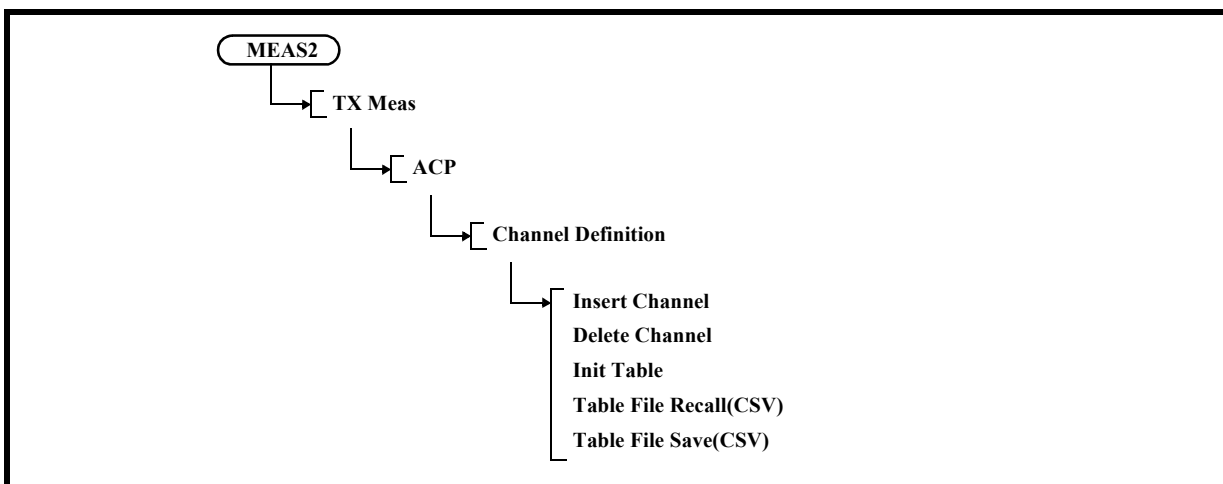 MEAS2
TX Meas
ACP
Channel Definition
Insert Channel
Delete Channel
Init Table
Table File Recall(CSV)
Table File Save(CSV)